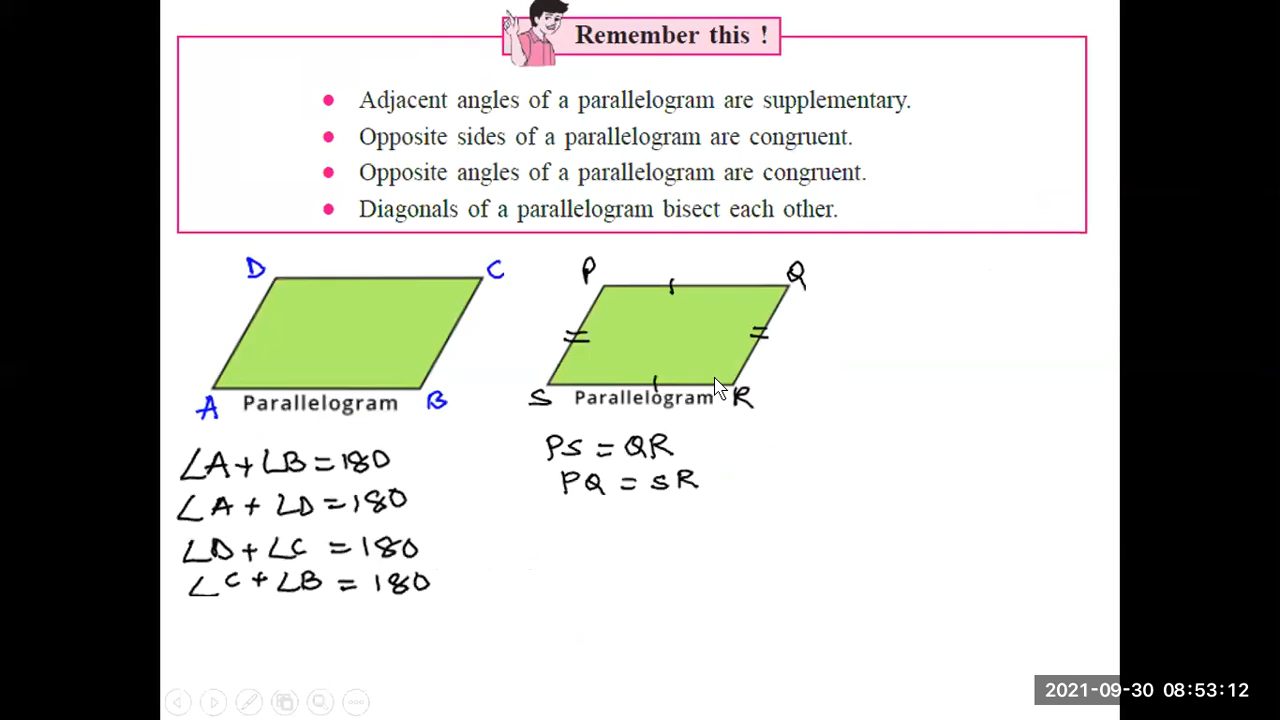 Remember this !
• Adjacent angles of a parallelogram are supplementary.
• Opposite sides of a parallelogram are congruent.
• Opposite angles of a parallelogram are congruent.
• Diagonals of a parallelogram bisect each other.
D C
A B
Parallelogram
∠A+∠B=180
∠A+∠D=180
∠D+∠C=180
∠C+∠B=180
P Q
S R
Parallelogram
PS=QR
PQ=SR
2021-09-30 08:53:12